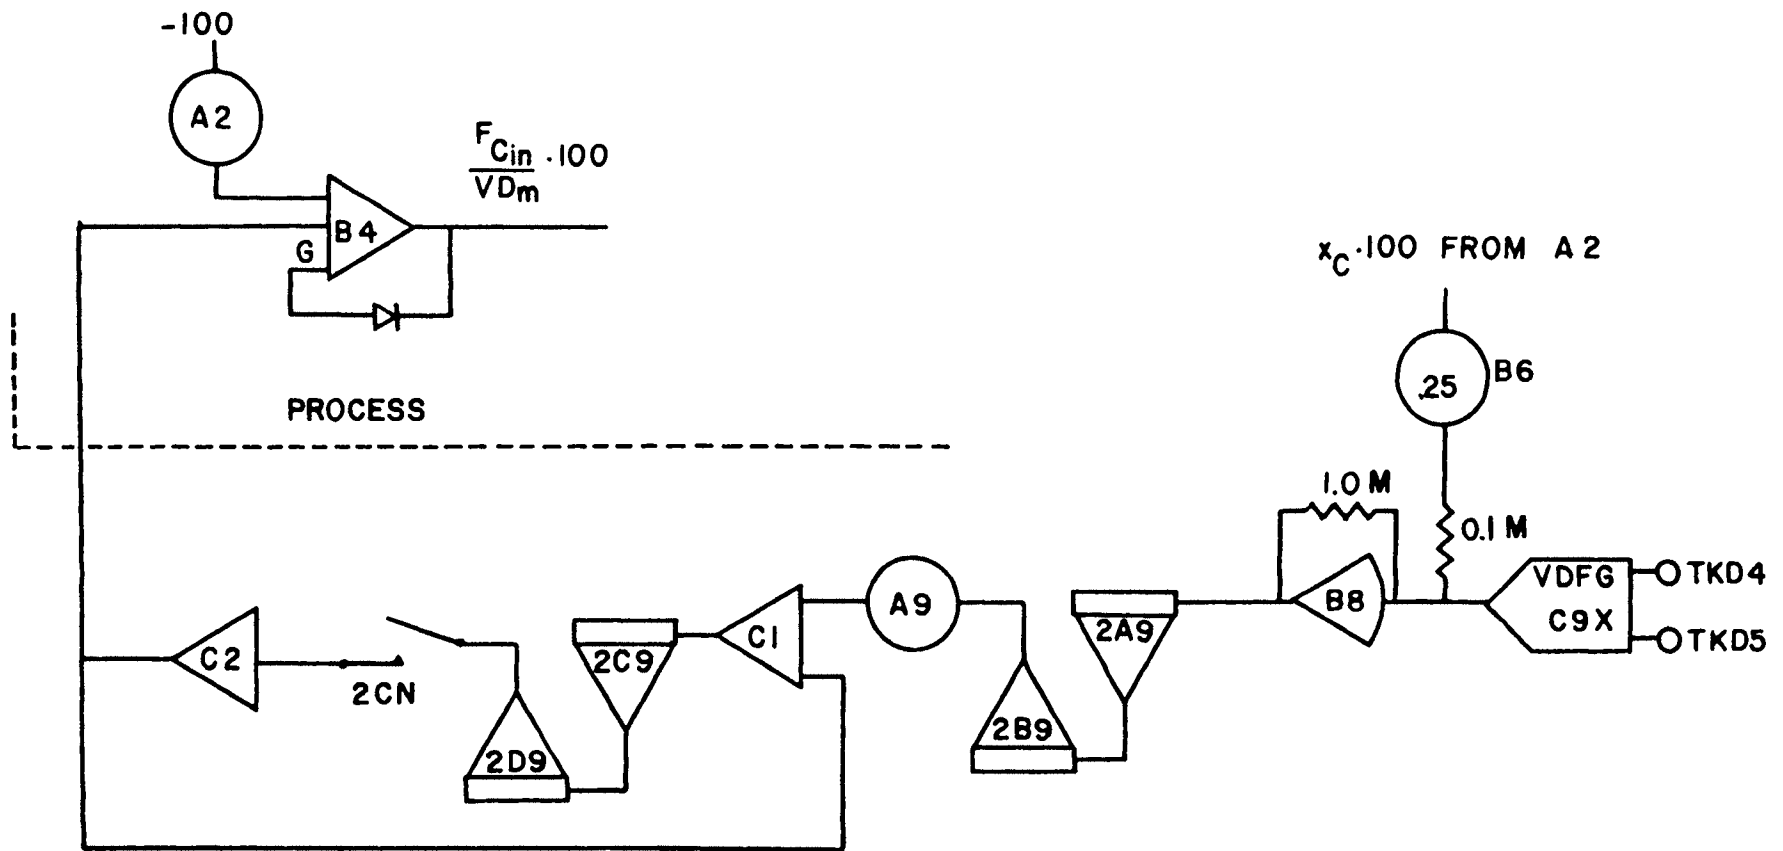 -100
A2
F_Cin / VD_m ·100
B4
G
x_C ·100 FROM A2
.25 B6
PROCESS
1.0 M
0.1 M
VDFG
C9X
TKD4
TKD5
B8
2A9
A9
2B9
C1
2C9
2D9
2CN
C2